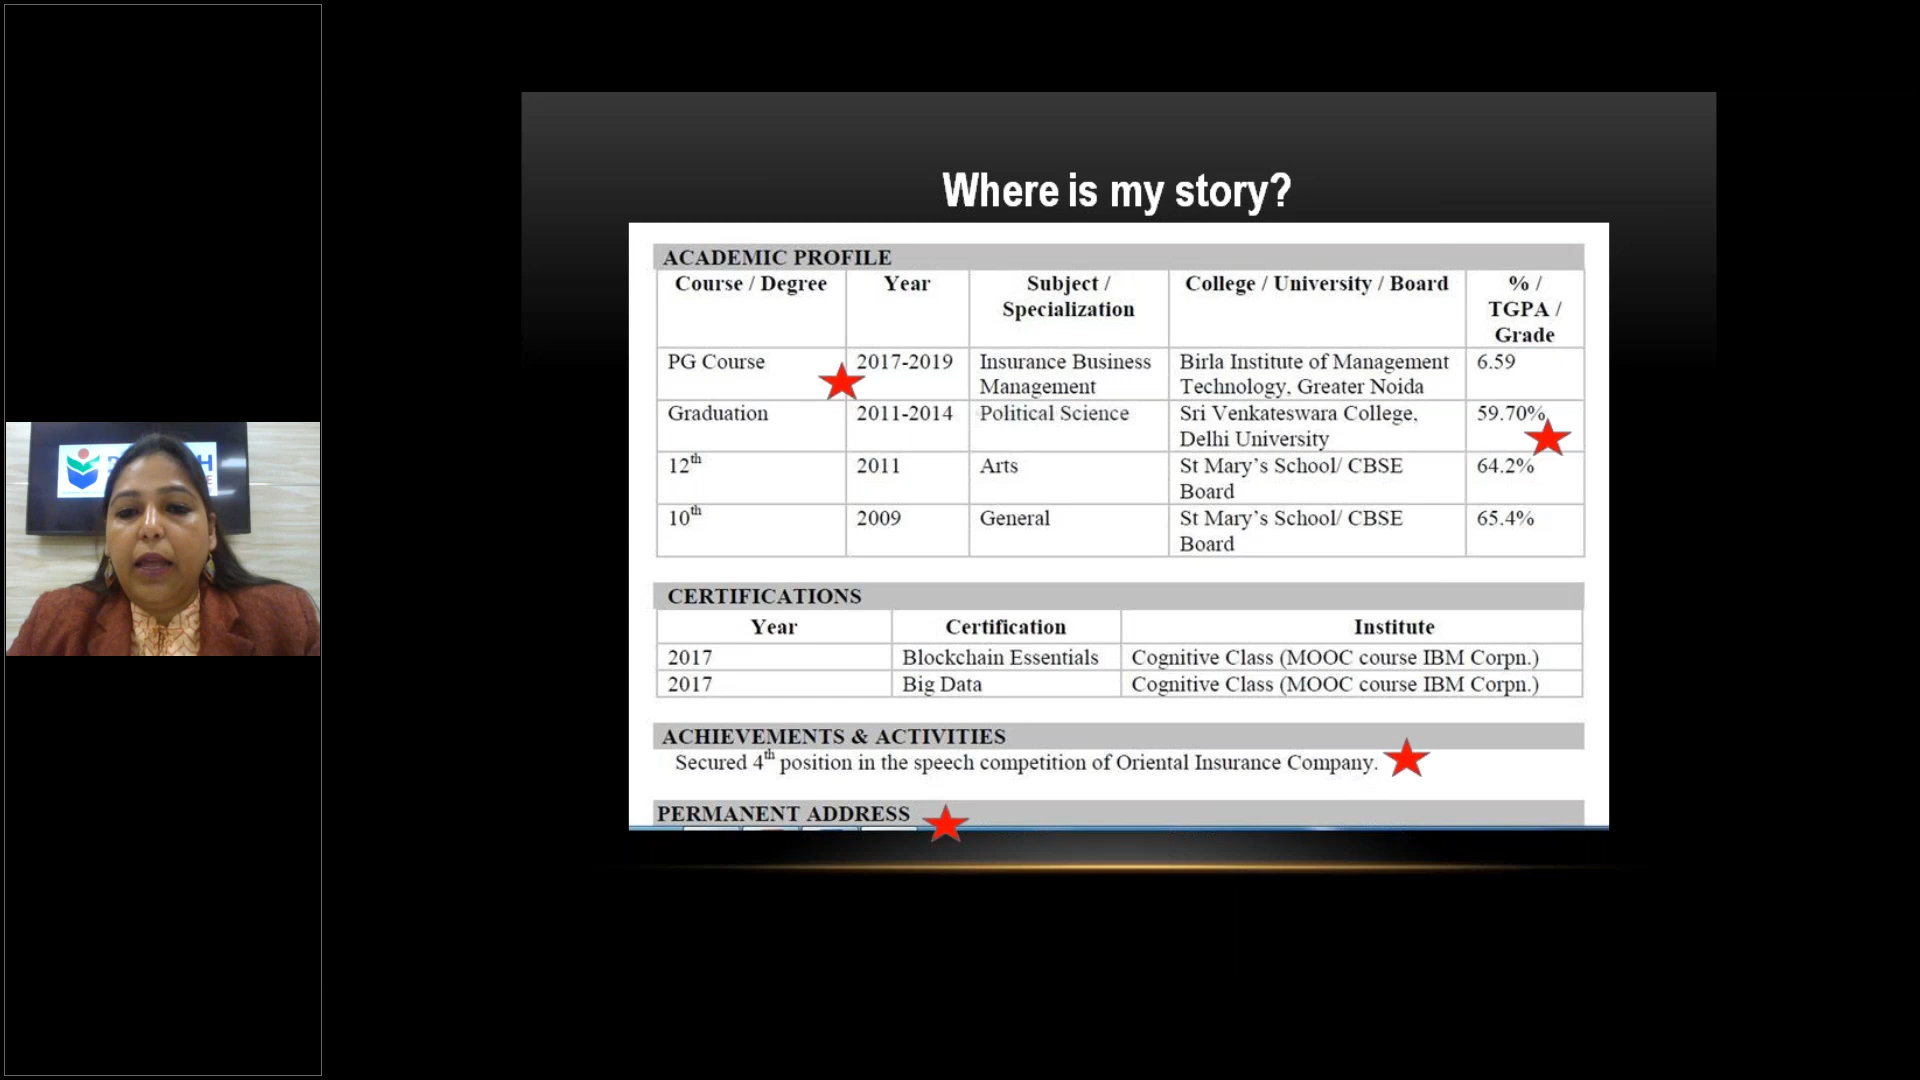 Where is my story?
ACADEMIC PROFILE
Course / Degree Year Subject / Specialization College / University / Board % / TGPA / Grade
PG Course 2017-2019 Insurance Business Management Birla Institute of Management Technology, Greater Noida 6.59
Graduation 2011-2014 Political Science Sri Venkateswara College, Delhi University 59.70%
12th 2011 Arts St Mary's School/ CBSE Board 64.2%
10th 2009 General St Mary's School/ CBSE Board 65.4%
CERTIFICATIONS
Year Certification Institute
2017 Blockchain Essentials Cognitive Class (MOOC course IBM Corpn.)
2017 Big Data Cognitive Class (MOOC course IBM Corpn.)
ACHIEVEMENTS & ACTIVITIES
Secured 4th position in the speech competition of Oriental Insurance Company.
PERMANENT ADDRESS